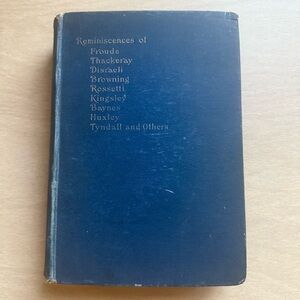 Reminiscences of
Froude
Thackeray
Disraeli
Browning
Rossetti
Kingsley
Baynes
Huxley
Tyndall and Others